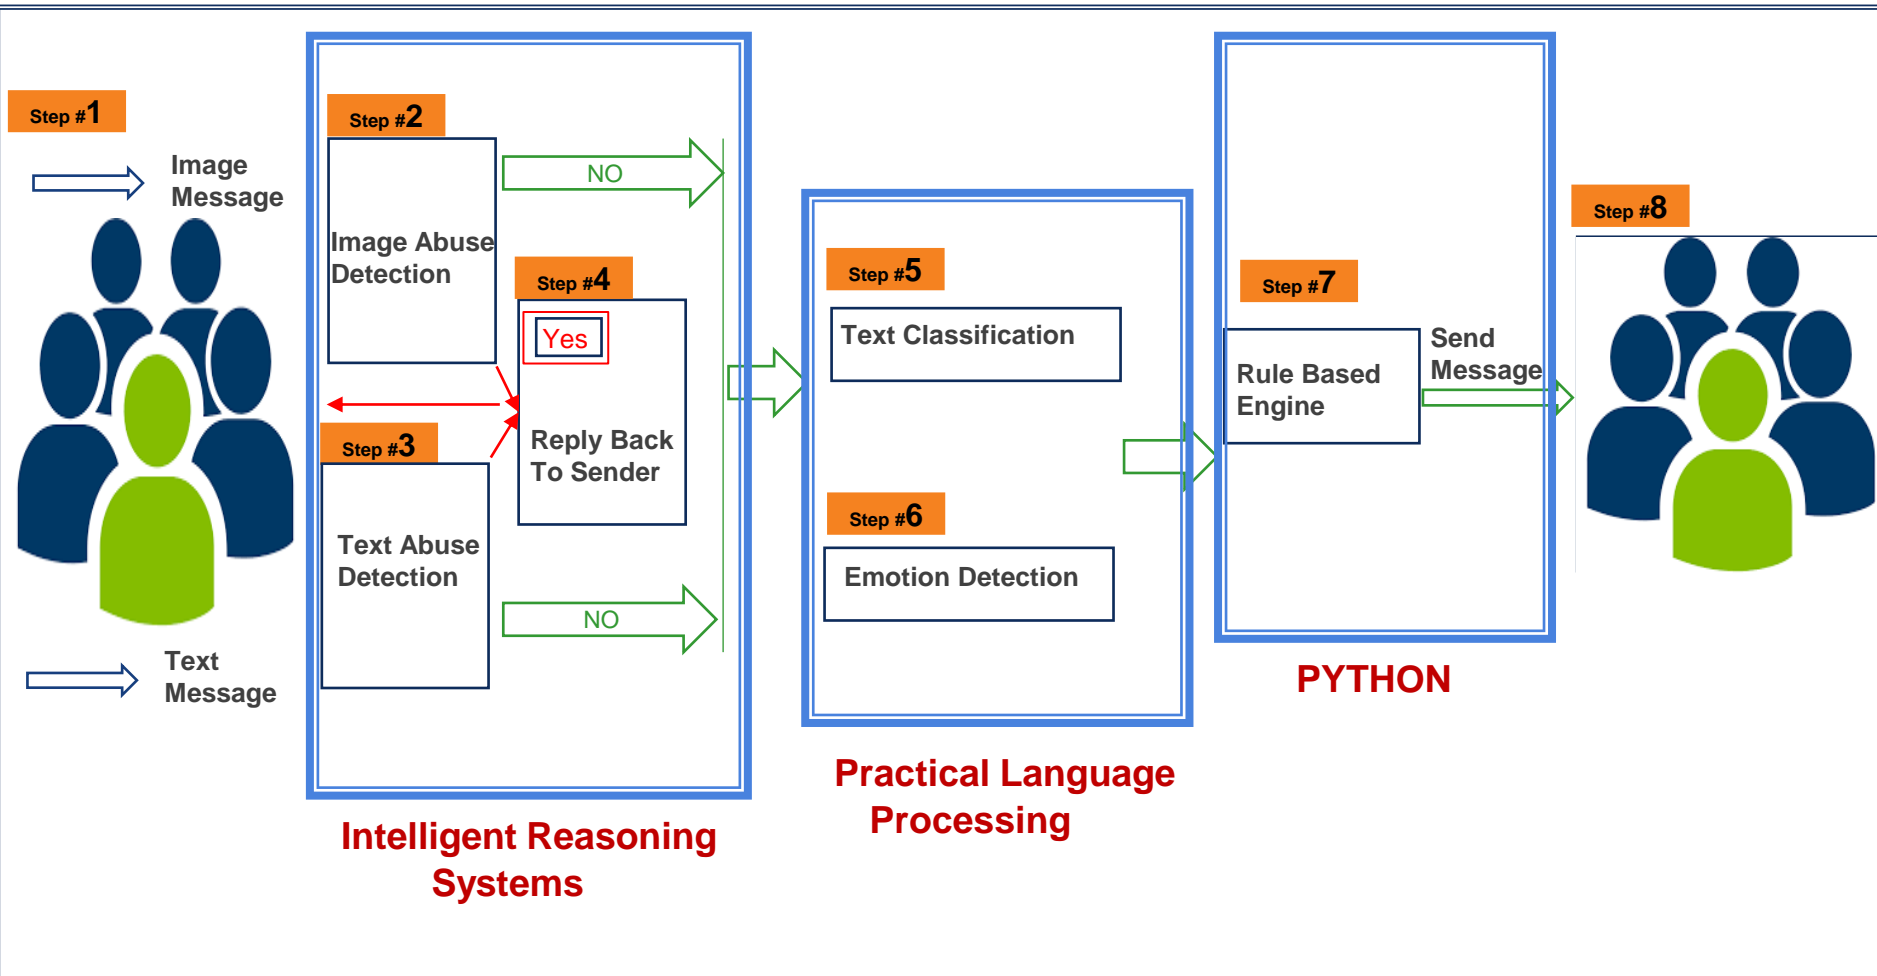 Step #1
Image
Message
Text
Message
Step #2
NO
Image Abuse
Detection
Step #4
Yes
Reply Back
To Sender
Step #3
Text Abuse
Detection
NO
Intelligent Reasoning
Systems
Step #5
Text Classification
Step #6
Emotion Detection
Practical Language
Processing
Step #7
Rule Based
Engine
Send
Message
PYTHON
Step #8